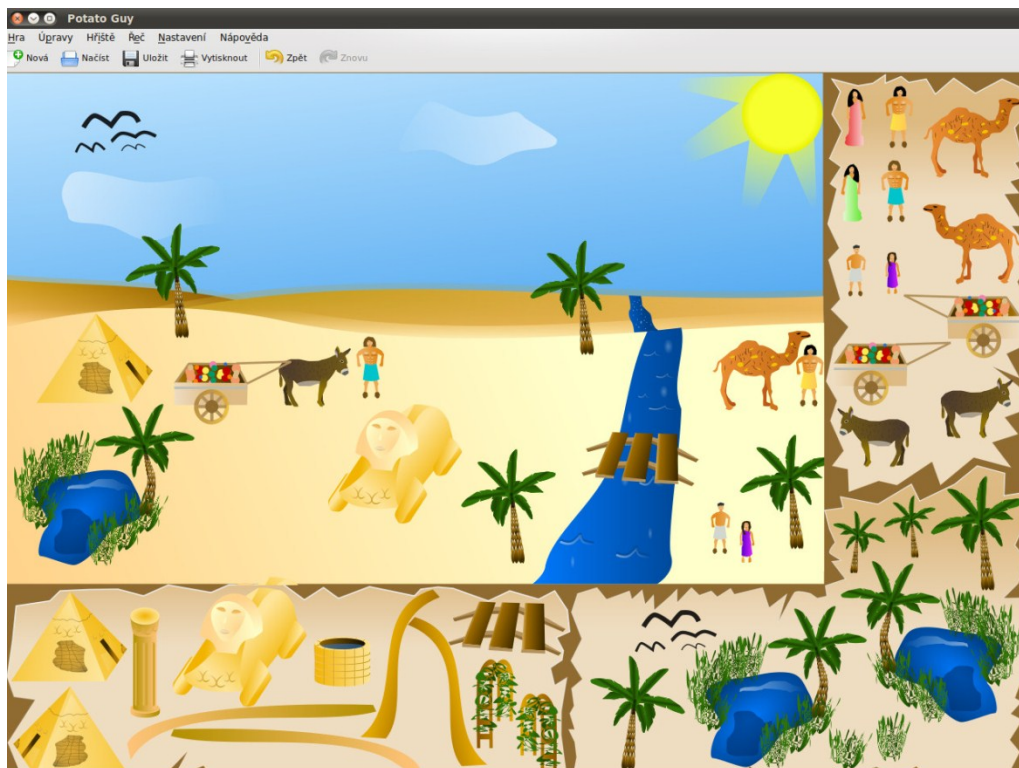 Potato Guy
Hra Úpravy Hřiště Řeč Nastavení Nápověda
Nová Načíst Uložit Vytisknout Zpět Znovu